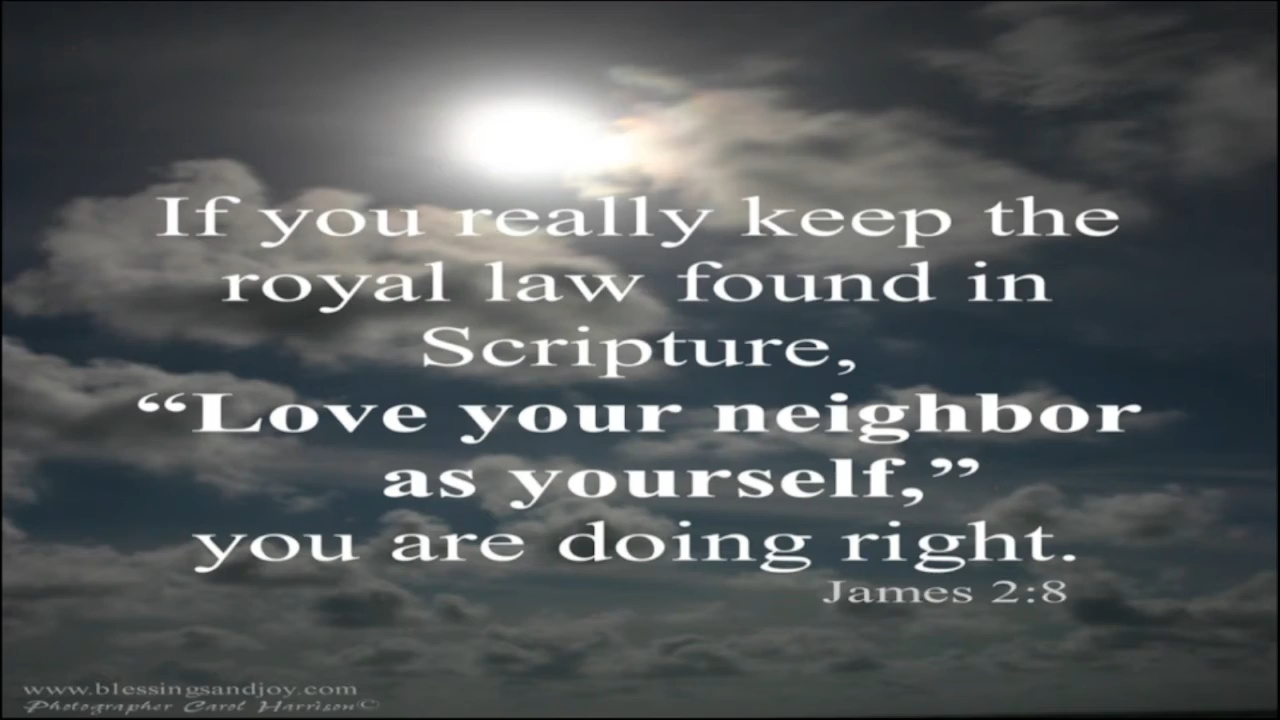 If you really keep the
royal law found in
Scripture,
“Love your neighbor
as yourself,”
you are doing right.
James 2:8
www.blessingsandjoy.com
Photographer Carol Harrison©